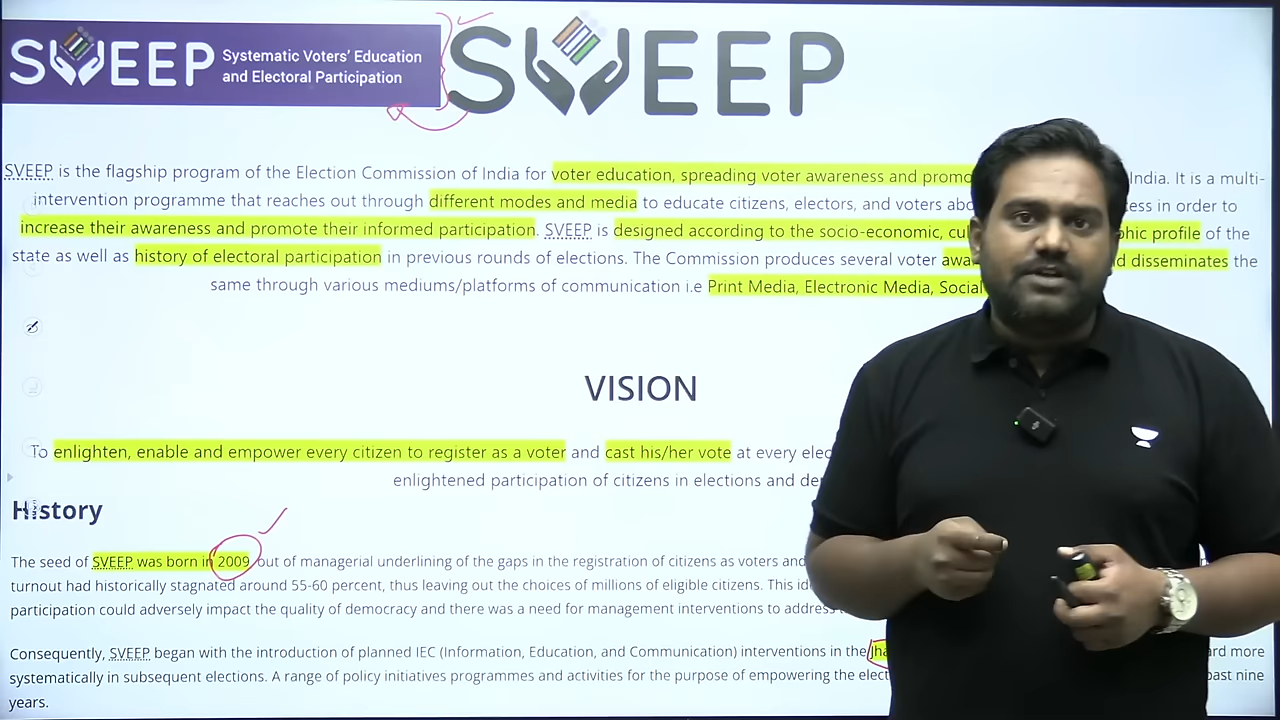 SVEEP Systematic Voters' Education
and Electoral Participation
SVEEP
SVEEP is the flagship program of the Election Commission of India for voter education, spreading voter awareness and promo India. It is a multi-
intervention programme that reaches out through different modes and media to educate citizens, electors, and voters abo cess in order to
increase their awareness and promote their informed participation. SVEEP is designed according to the socio-economic, cul phic profile of the
state as well as history of electoral participation in previous rounds of elections. The Commission produces several voter awa d disseminates the
same through various mediums/platforms of communication i.e Print Media, Electronic Media, Social
VISION
To enlighten, enable and empower every citizen to register as a voter and cast his/her vote at every elec
enlightened participation of citizens in elections and de
History
The seed of SVEEP was born in 2009 out of managerial underlining of the gaps in the registration of citizens as voters and
turnout had historically stagnated around 55-60 percent, thus leaving out the choices of millions of eligible citizens. This id
participation could adversely impact the quality of democracy and there was a need for management interventions to address
Consequently, SVEEP began with the introduction of planned IEC (Information, Education, and Communication) interventions in the Jha rd more
systematically in subsequent elections. A range of policy initiatives programmes and activities for the purpose of empowering the elect past nine
years.